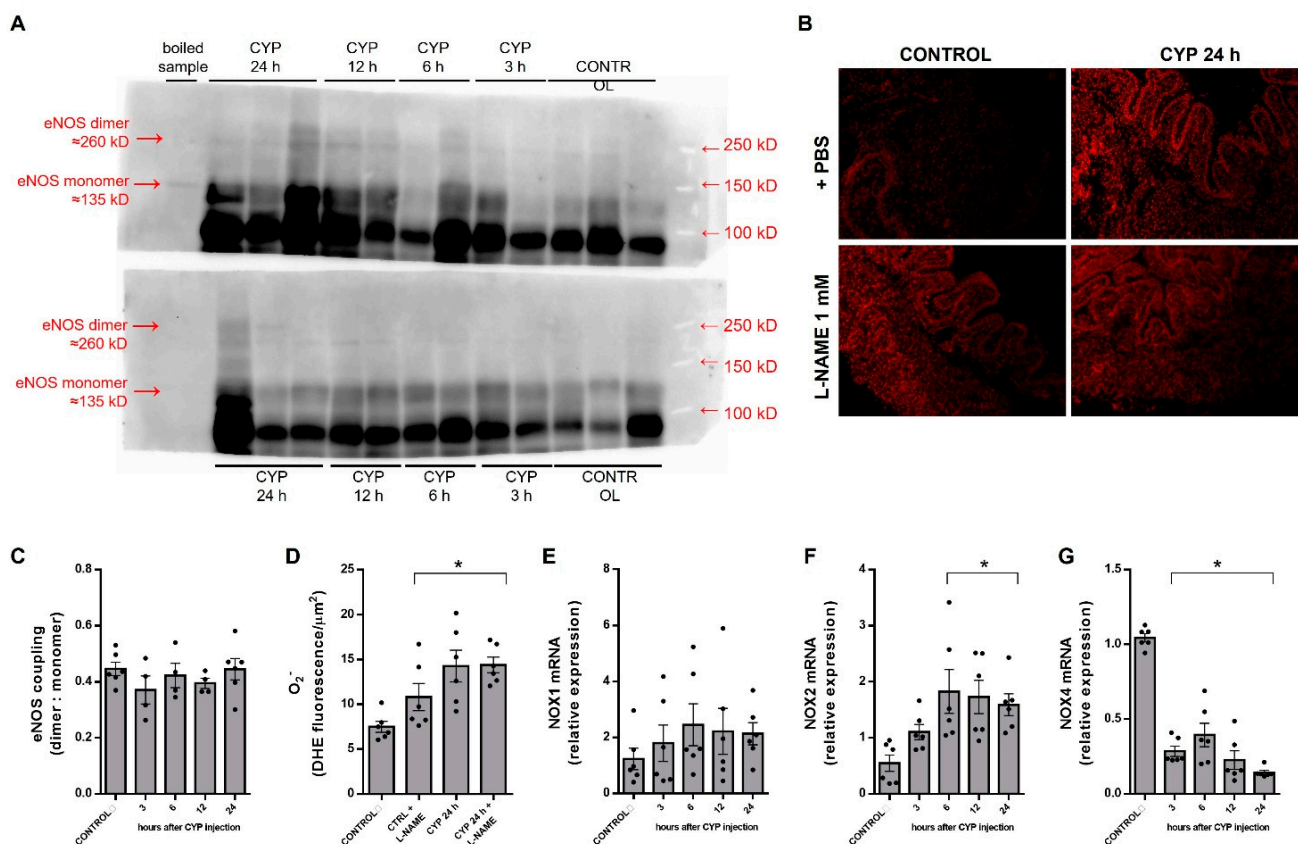 A
boiled sample
CYP 24 h
CYP 12 h
CYP 6 h
CYP 3 h
CONTR OL
eNOS dimer ≈260 kD →
eNOS monomer ≈135 kD →
← 250 kD
← 150 kD
← 100 kD
eNOS dimer ≈260 kD →
eNOS monomer ≈135 kD →
← 250 kD
← 150 kD
← 100 kD
CYP 24 h
CYP 12 h
CYP 6 h
CYP 3 h
CONTR OL
B
CONTROL
CYP 24 h
+ PBS
L-NAME 1 mM
C
eNOS coupling
(dimer : monomer)
0.8
0.6
0.4
0.2
0.0
CONTROL□
3
6
12
24
hours after CYP injection
D
O₂⁻
(DHE fluorescence/µm²)
25
20
15
10
5
0
*
CONTROL□
CTRL + L-NAME
CYP 24 h
CYP 24 h + L-NAME
E
NOX1 mRNA
(relative expression)
8
6
4
2
0
CONTROL□
3
6
12
24
hours after CYP injection
F
NOX2 mRNA
(relative expression)
4
3
2
1
0
*
CONTROL□
3
6
12
24
hours after CYP injection
G
NOX4 mRNA
(relative expression)
1.5
1.0
0.5
0.0
*
CONTROL□
3
6
12
24
hours after CYP injection